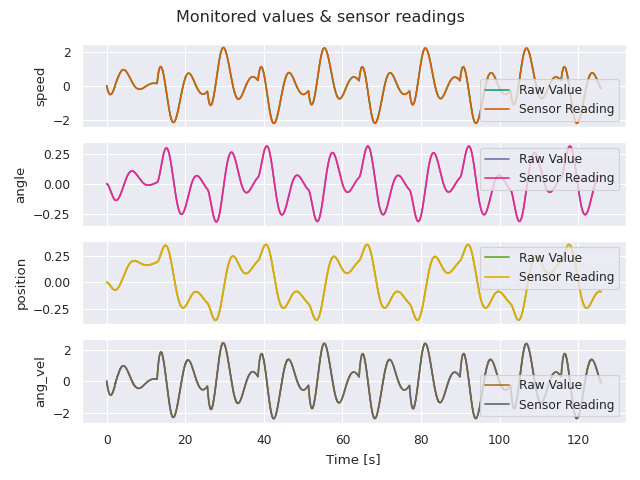 Monitored values & sensor readings
speed
2
0
−2
Raw Value
Sensor Reading
angle
0.25
0.00
−0.25
Raw Value
Sensor Reading
position
0.25
0.00
−0.25
Raw Value
Sensor Reading
ang_vel
2
0
−2
Raw Value
Sensor Reading
0 20 40 60 80 100 120
Time [s]